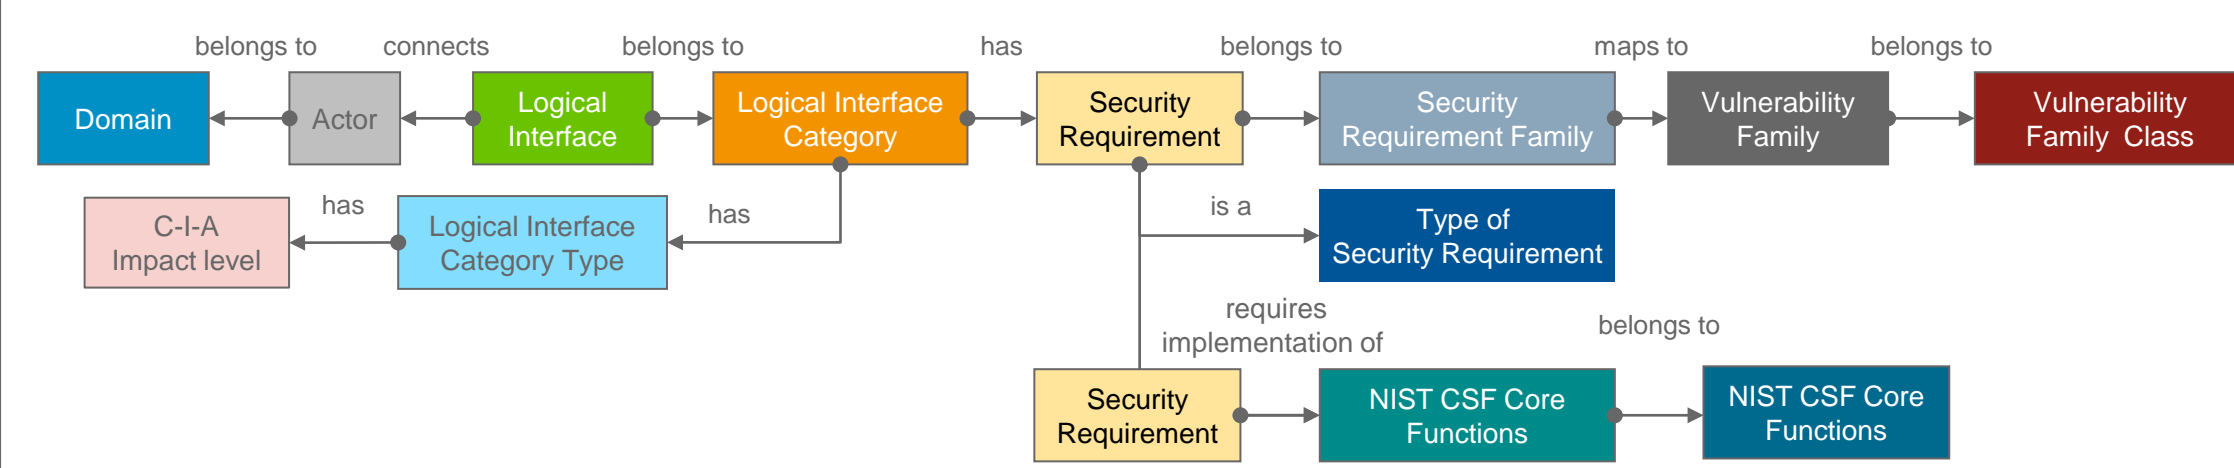 belongs to
connects
belongs to
has
belongs to
maps to
belongs to
Domain
Actor
Logical
Interface
Logical Interface
Category
Security
Requirement
Security
Requirement Family
Vulnerability
Family
Vulnerability
Family Class
C-I-A
Impact level
has
Logical Interface
Category Type
has
is a
Type of
Security Requirement
requires
implementation of
belongs to
Security
Requirement
NIST CSF Core
Functions
NIST CSF Core
Functions